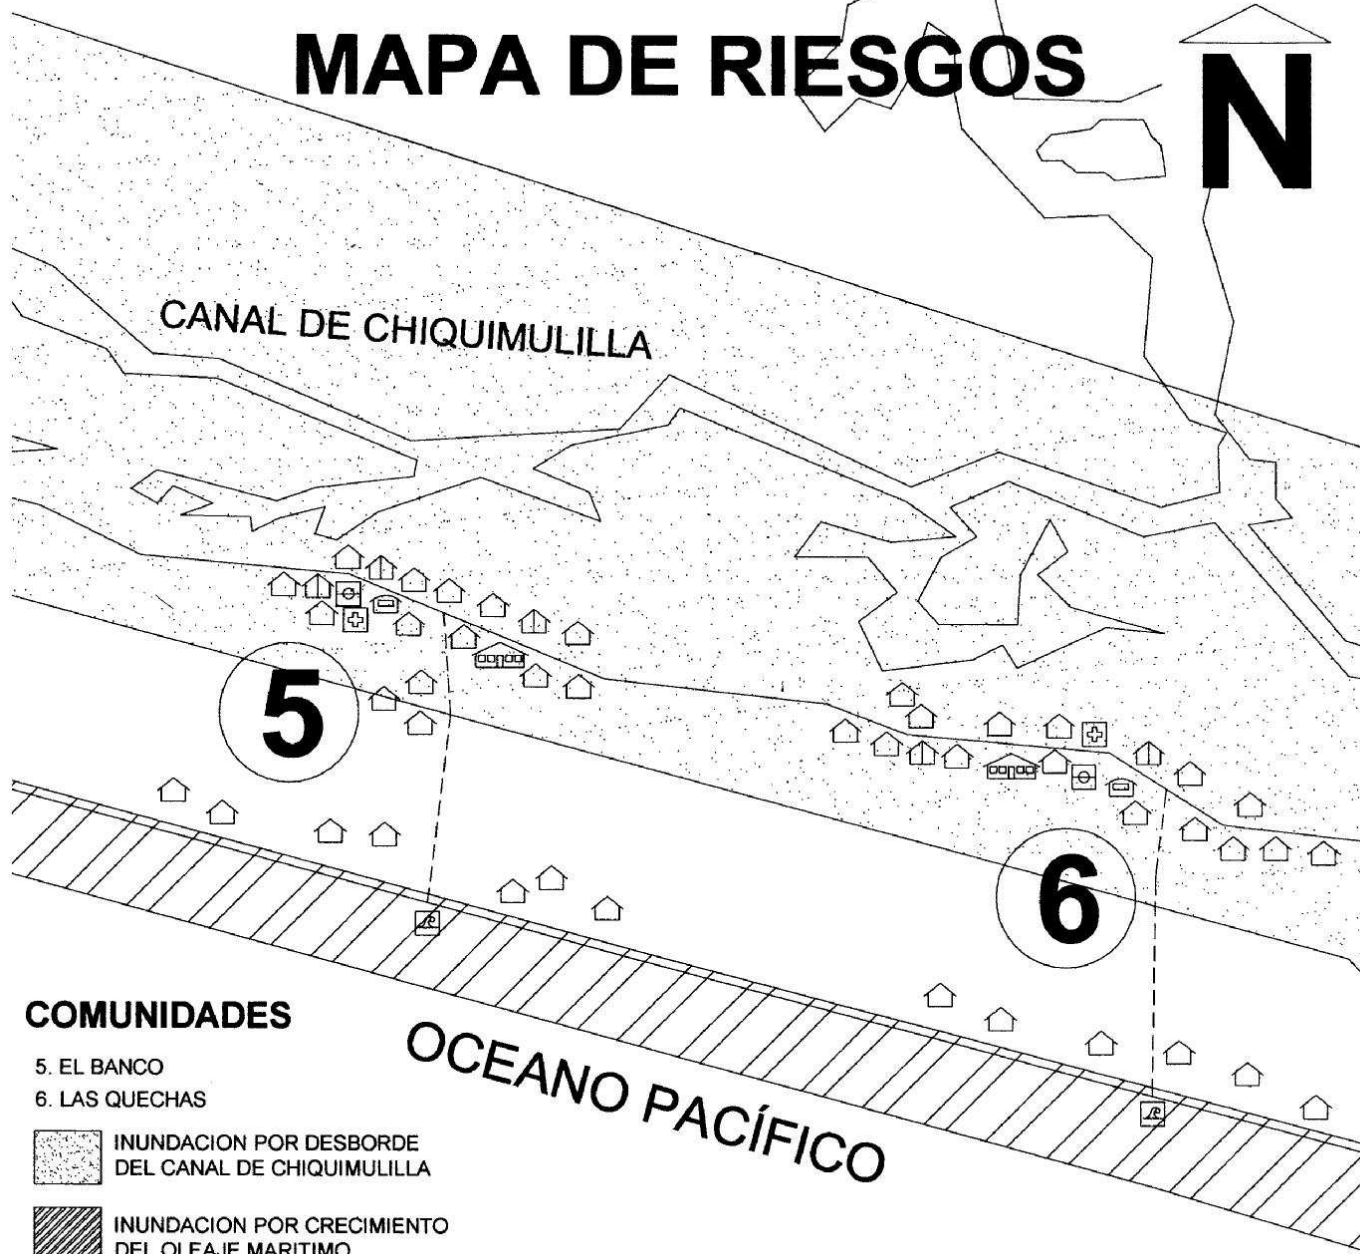 MAPA DE RIESGOS
N
CANAL DE CHIQUIMULILLA
5
6
OCEANO PACÍFICO
COMUNIDADES
5. EL BANCO
6. LAS QUECHAS
INUNDACION POR DESBORDE
DEL CANAL DE CHIQUIMULILLA
INUNDACION POR CRECIMIENTO
DEL OLEAJE MARITIMO